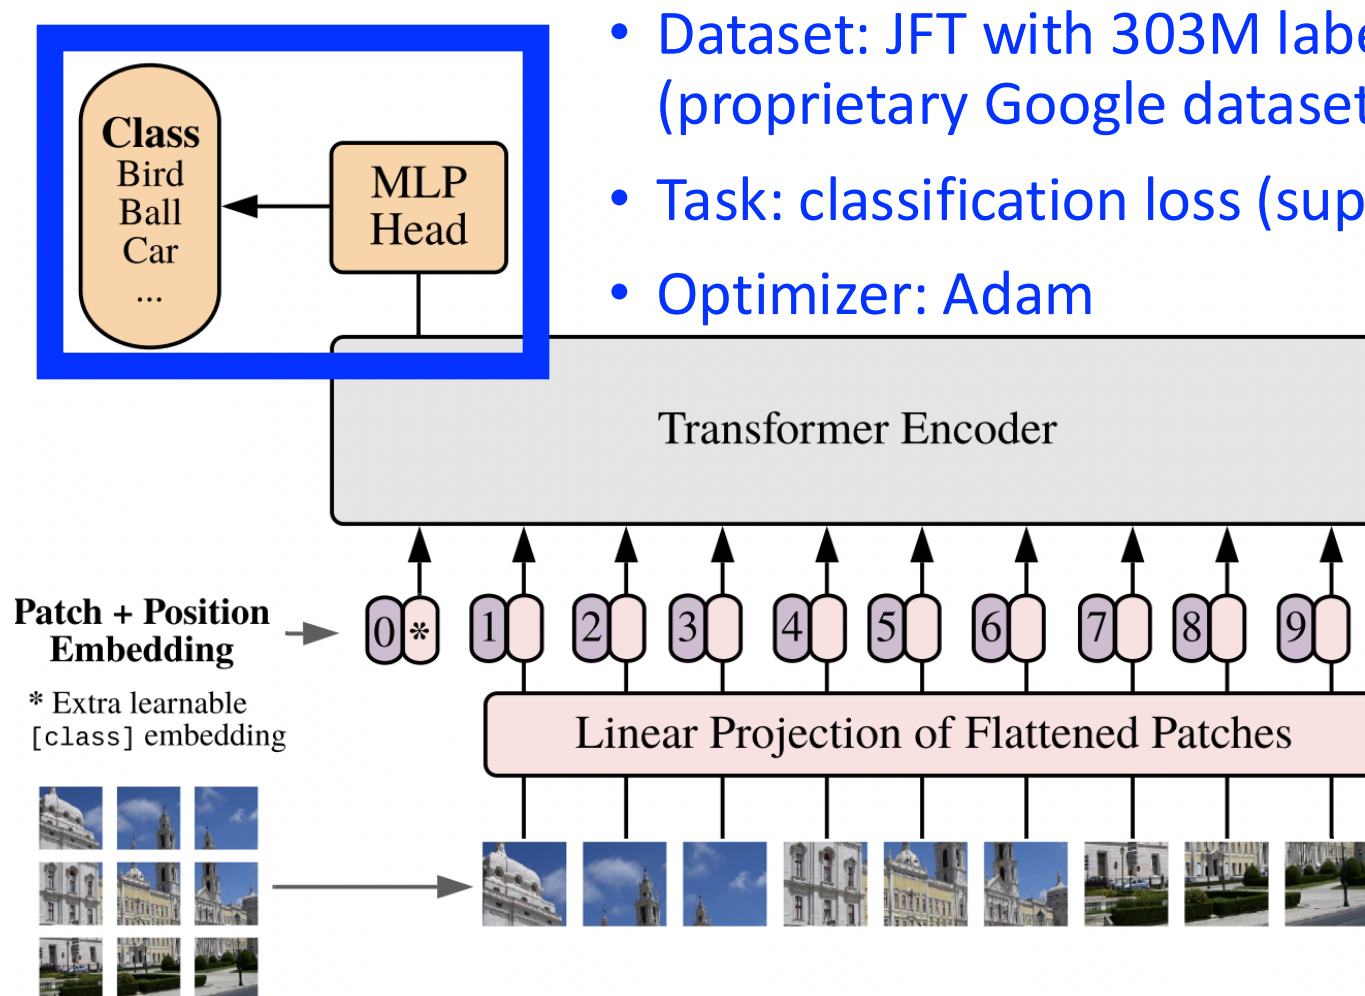 • Dataset: JFT with 303M labe
(proprietary Google dataset
• Task: classification loss (sup
• Optimizer: Adam
Class
Bird
Ball
Car
...
MLP
Head
Transformer Encoder
Patch + Position
Embedding
* Extra learnable
[class] embedding
0 * 1 2 3 4 5 6 7 8 9
Linear Projection of Flattened Patches